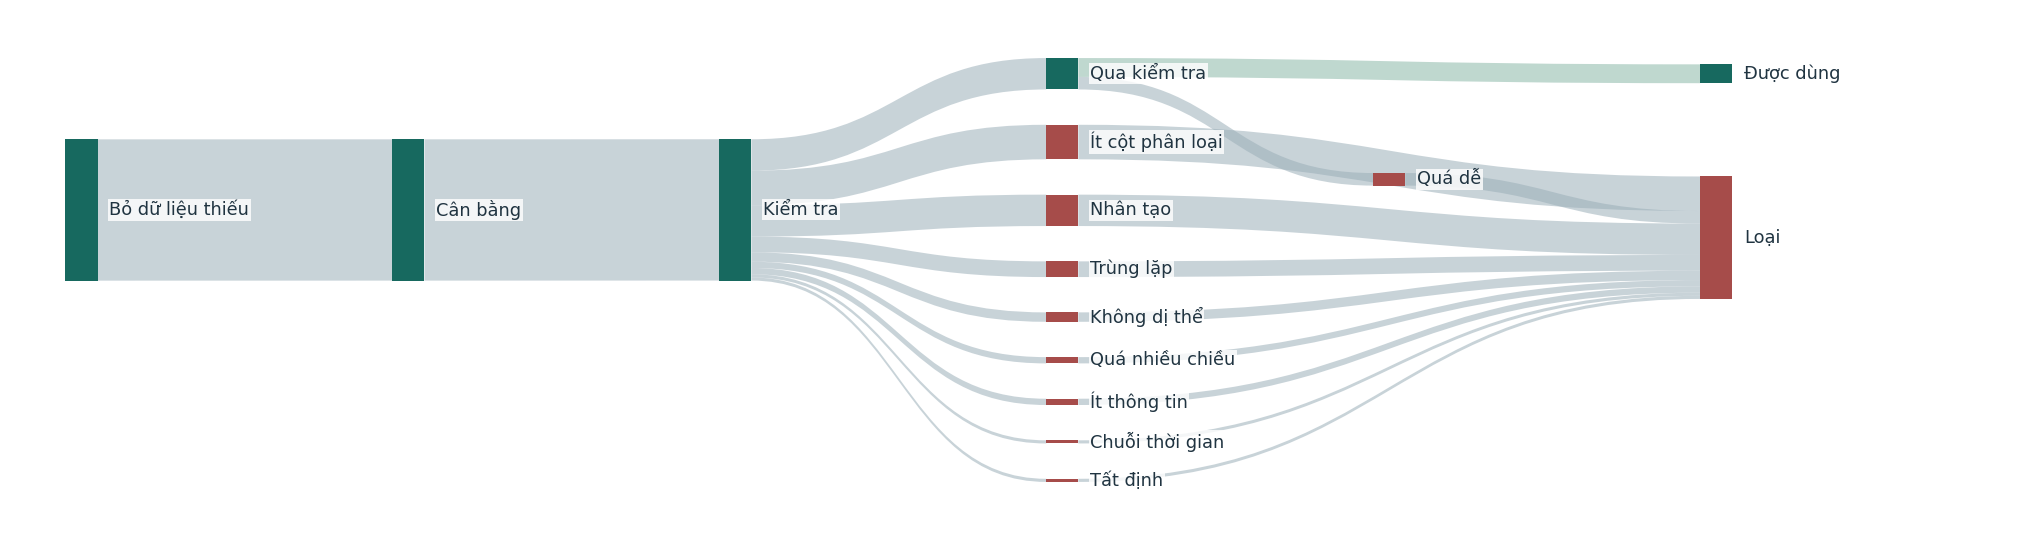 Bỏ dữ liệu thiếu
Cân bằng
Kiểm tra
Qua kiểm tra
Ít cột phân loại
Nhân tạo
Trùng lặp
Không dị thể
Quá nhiều chiều
Ít thông tin
Chuỗi thời gian
Tất định
Quá dễ
Được dùng
Loại